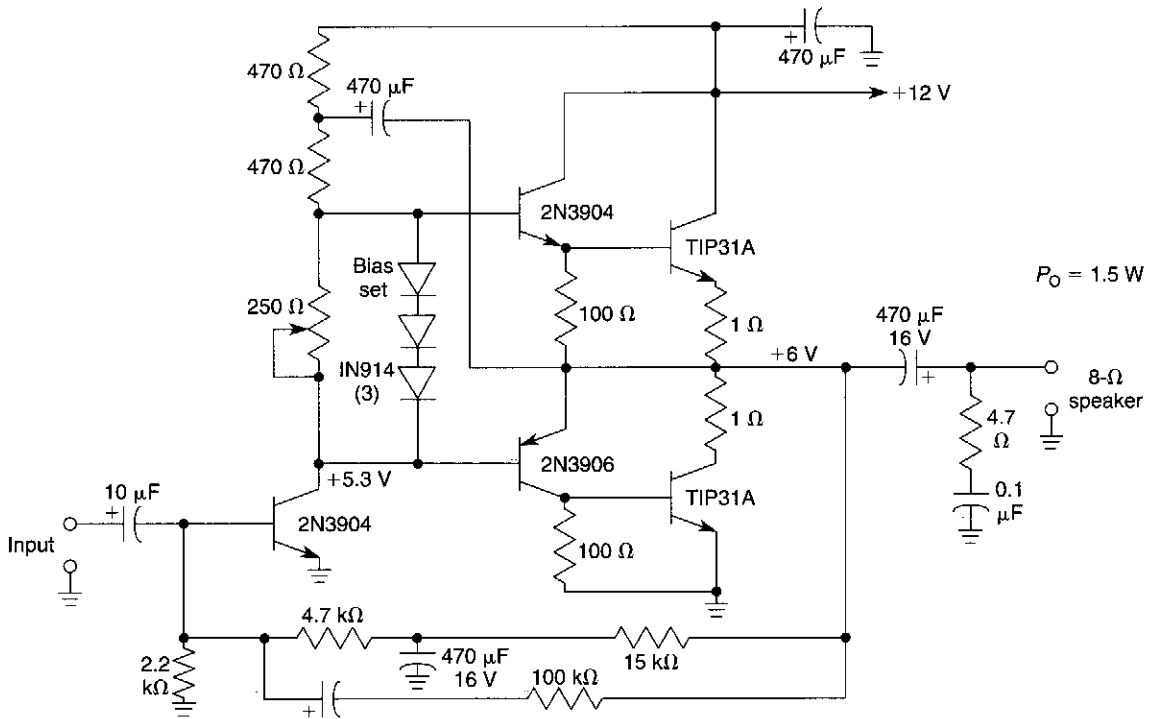 470 Ω
470 μF
+
470 Ω
+
470 μF
+12 V
2N3904
TIP31A
Bias
set
250 Ω
IN914
(3)
100 Ω
1 Ω
+6 V
470 μF
16 V
+
P_O = 1.5 W
8-Ω
speaker
4.7
Ω
0.1
μF
1 Ω
2N3906
TIP31A
100 Ω
+5.3 V
10 μF
+
Input
2N3904
2.2
kΩ
4.7 kΩ
470 μF
16 V
15 kΩ
100 kΩ
+